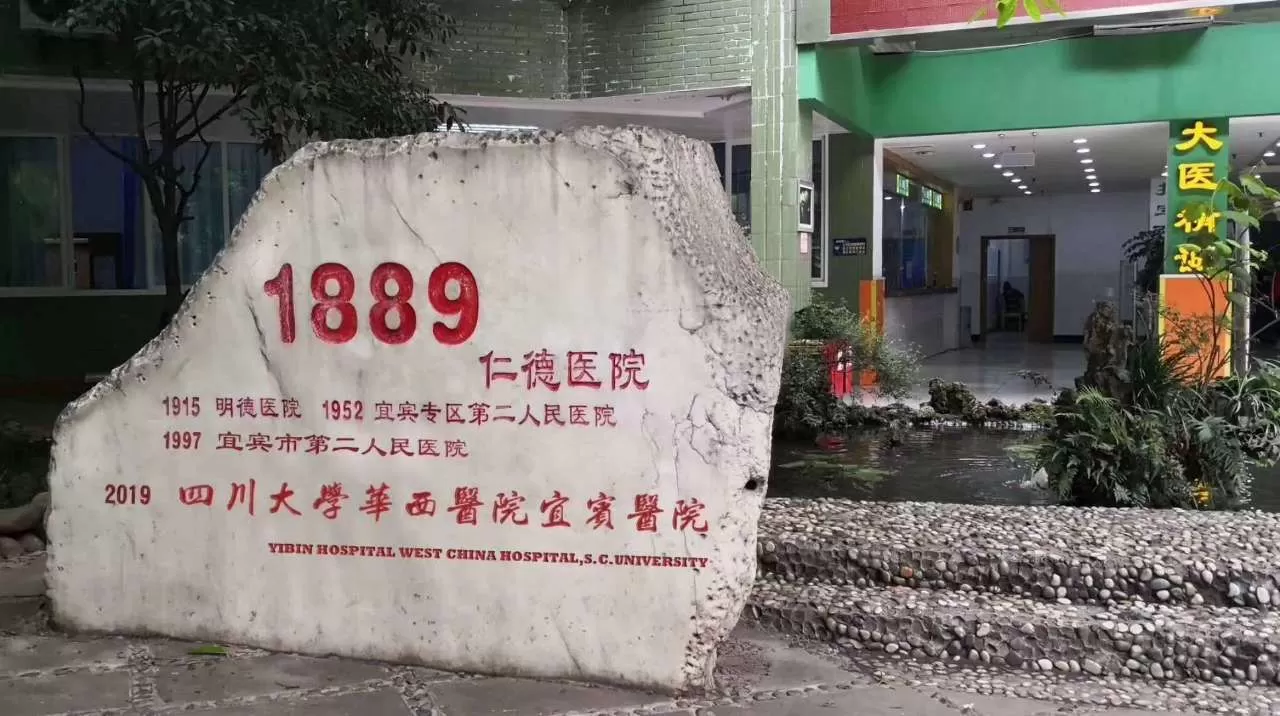 1889
仁德医院
1915 明德医院 1952 宜宾专区第二人民医院
1997 宜宾市第二人民医院
2019 四川大學華西醫院宜賓醫院
YIBIN HOSPITAL WEST CHINA HOSPITAL,S.C.UNIVERSITY
大医精诚